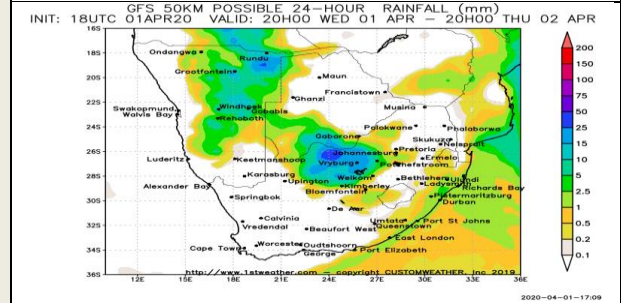 GFS 50KM POSSIBLE 24-HOUR RAINFALL (mm)
INIT: 18UTC 01APR20 VALID: 20H00 WED 01 APR - 20H00 THU 02 APR
16S
Ondangwa
Rundu
200
18S
150
Grootfontein
Maun
100
20S
75
Francistown
Ghanzi
50
22S
Musina
Swakopmund
Windhoek
Gobabis
Walvis Bay
Rehoboth
25
Polokwane
Phalaborwa
24S
20
Gaborone
Skukuza
15
Pretoria
Nelspruit
26S
Johannesburg
10
Vryburg
Ermelo
Luderitz
Keetmanshoop
Potchefstroom
5
Welkom
Bethlehem
Ulundi
28S
Karasburg
Upington
Kimberley
Ladysmith
2.5
Alexander Bay
Bloemfontein
Richards Bay
Pietermaritzburg
1
30S
Springbok
Durban
De Aar
0.5
Calvinia
Umtata
Port St Johns
32S
Vredendal
Beaufort West
Queenstown
0.2
East London
Worcester
Oudtshoorn
0.1
34S
Cape Town
George
Port Elizabeth
http://www.1stweather.com - copyright CUSTOMWEATHER, Inc 2019
36S
12E 15E 18E 21E 24E 27E 30E 33E 36E
2020-04-01-17:09